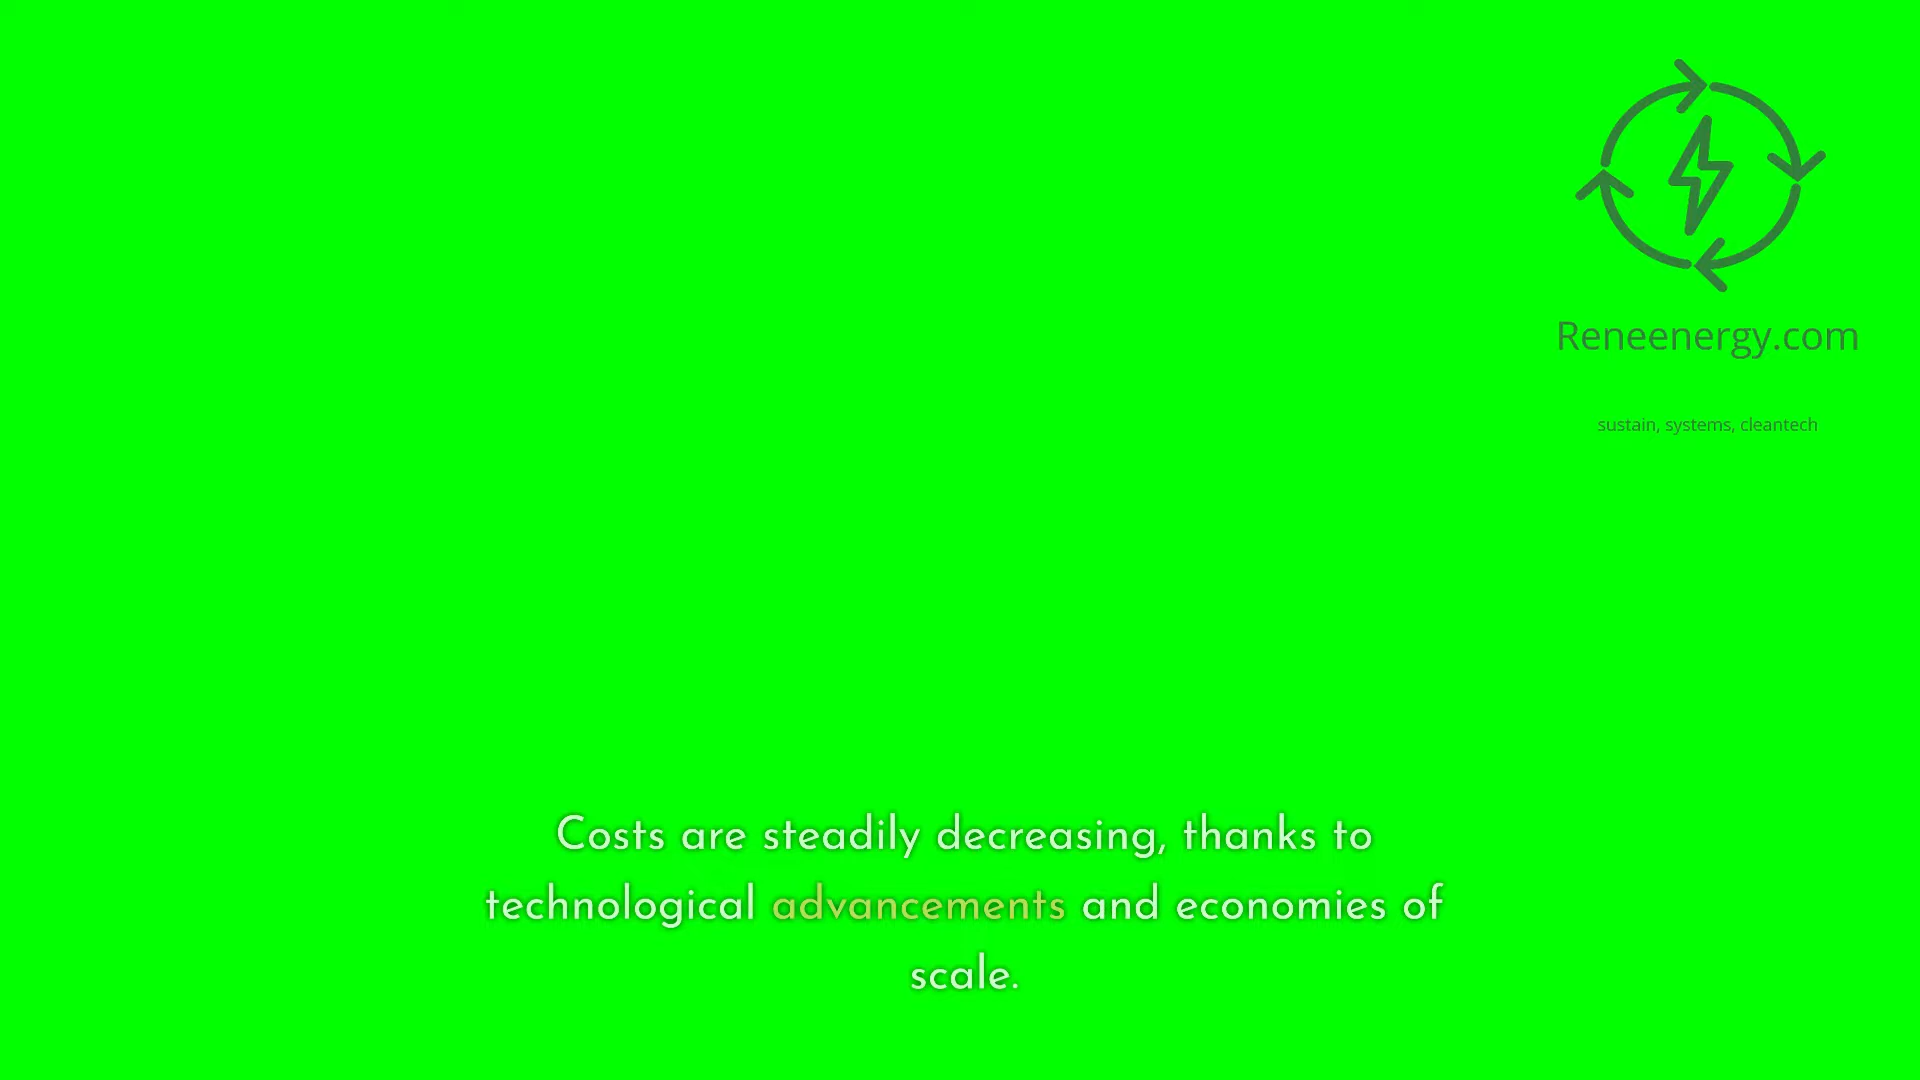 Reneenergy.com
sustain, systems, cleantech
Costs are steadily decreasing, thanks to
technological advancements and economies of
scale.